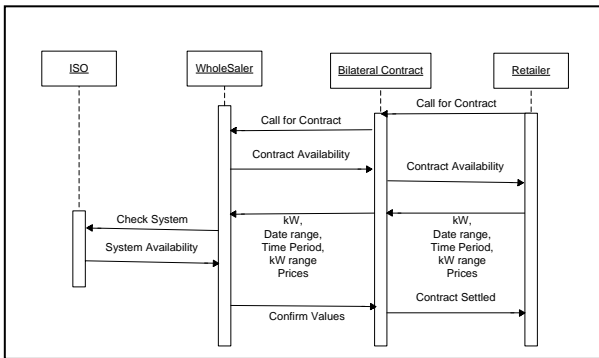 ISO
WholeSaler
Bilateral Contract
Retailer
Call for Contract
Call for Contract
Contract Availability
Contract Availability
kW,
Date range,
Time Period,
kW range
Prices
kW,
Date range,
Time Period,
kW range
Prices
Check System
System Availability
Contract Settled
Confirm Values